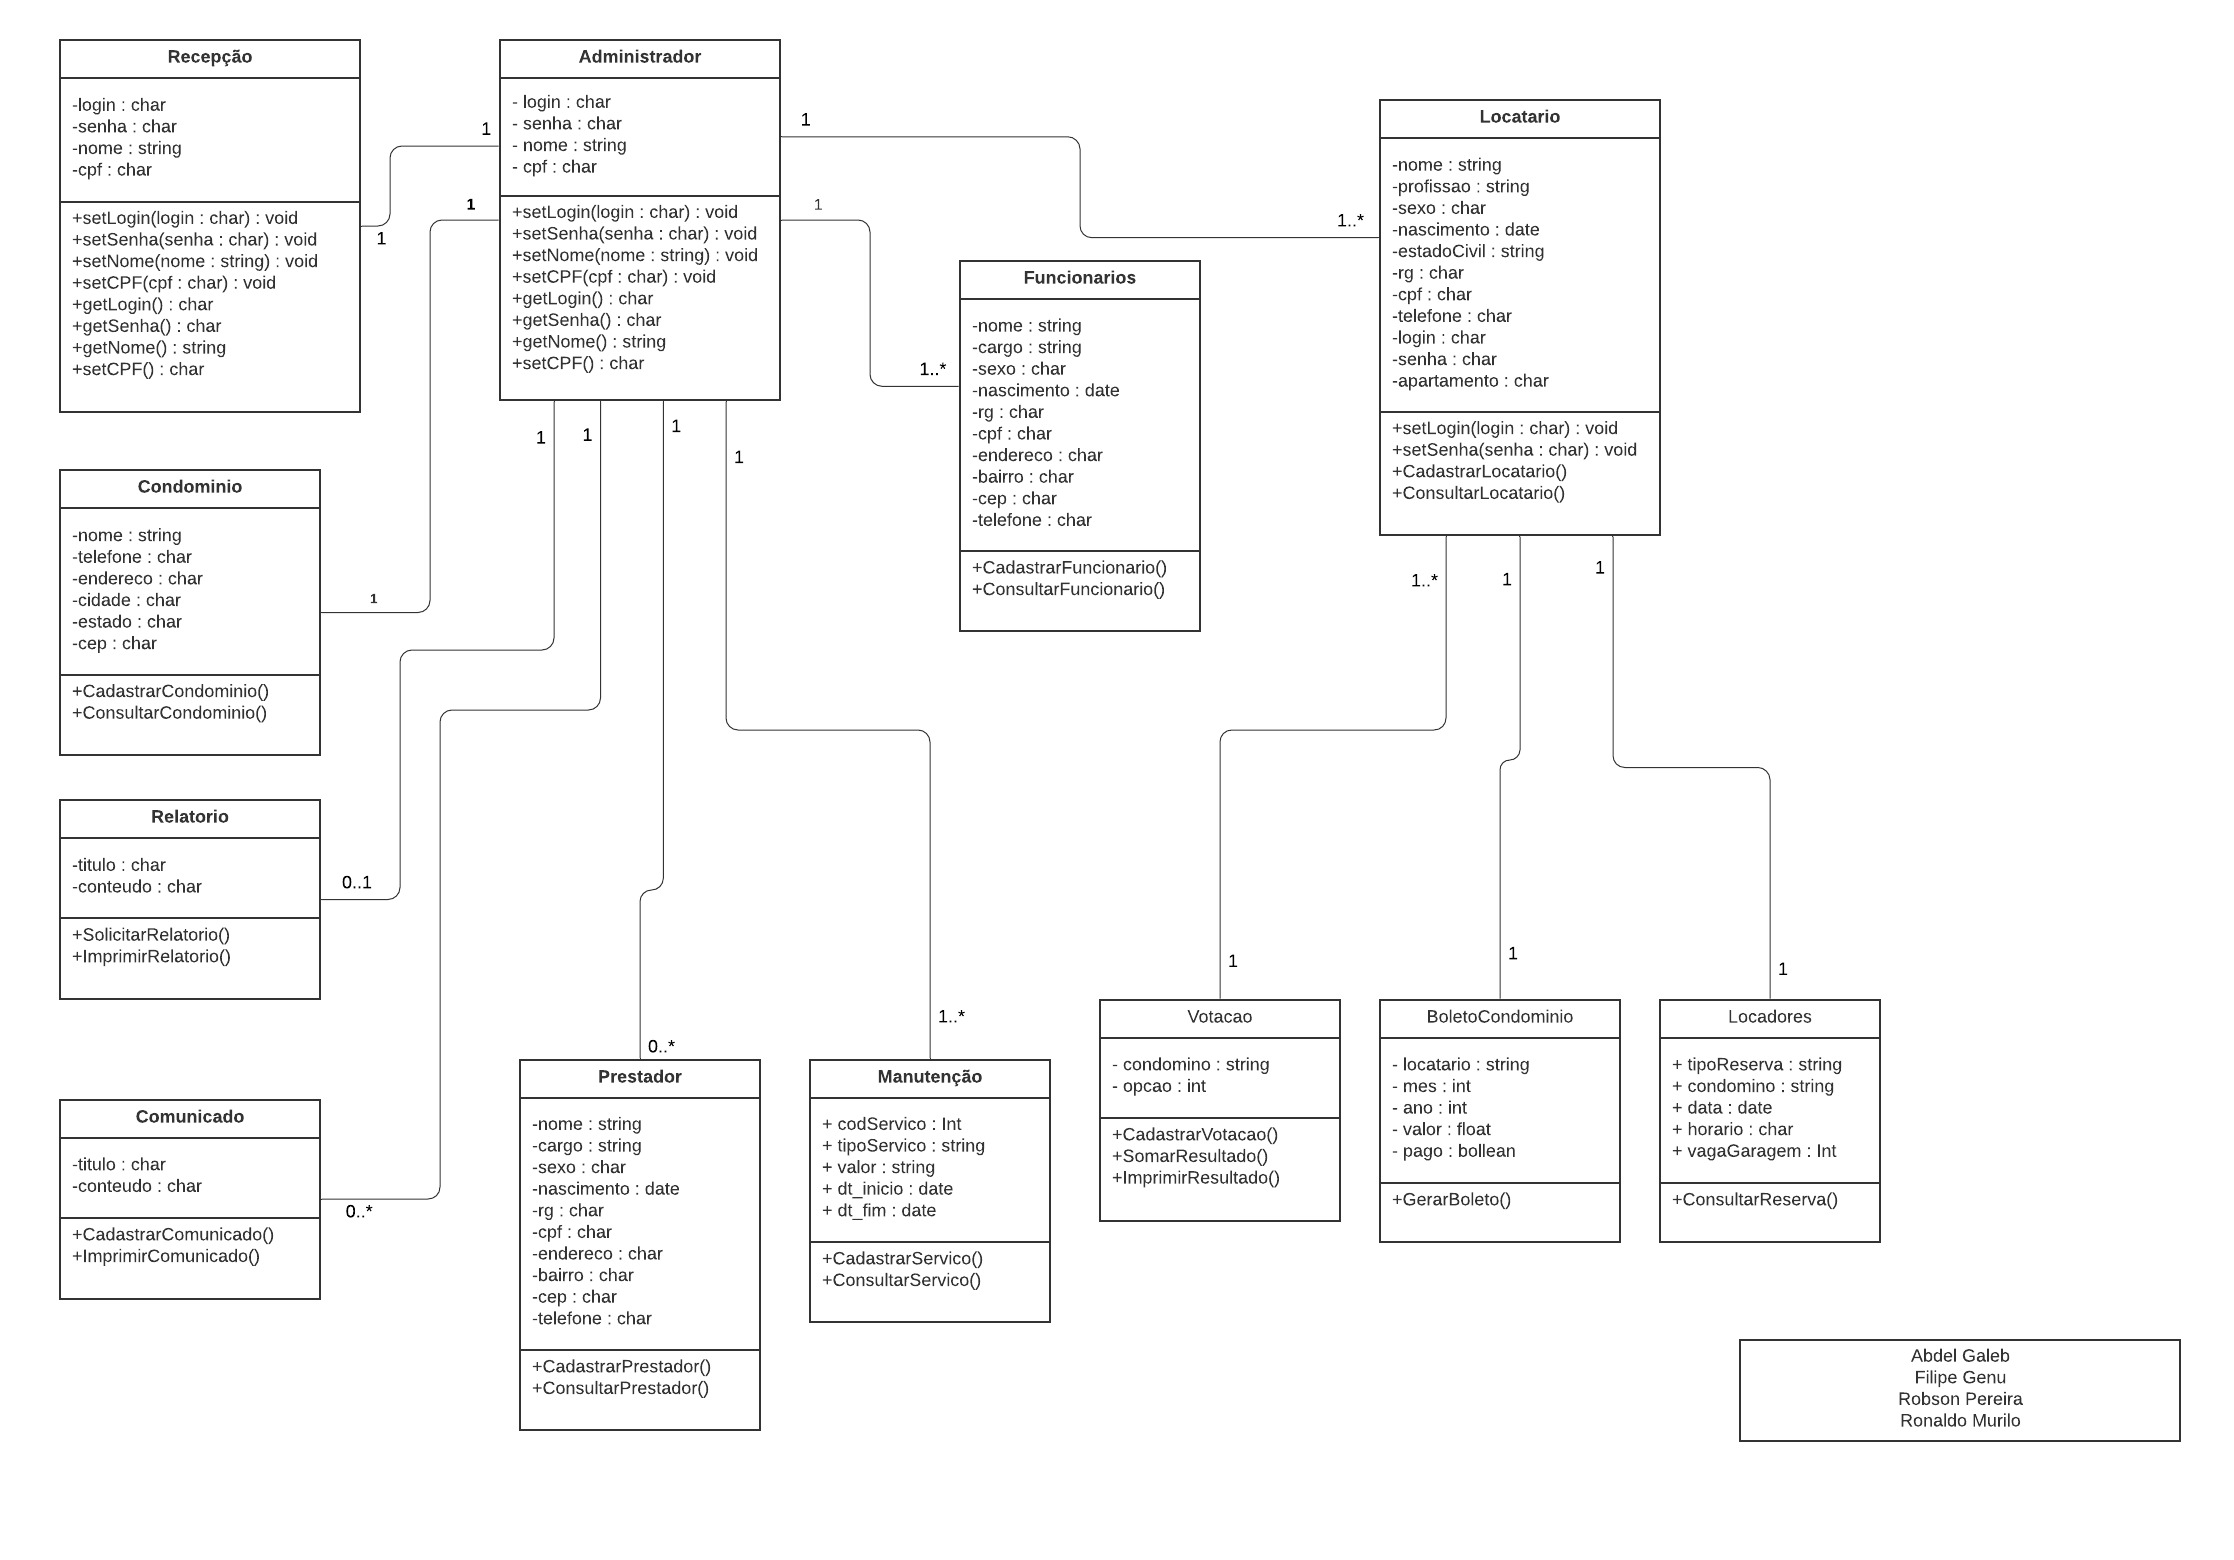 Recepção
-login : char
-senha : char
-nome : string
-cpf : char
+setLogin(login : char) : void
+setSenha(senha : char) : void
+setNome(nome : string) : void
+setCPF(cpf : char) : void
+getLogin() : char
+getSenha() : char
+getNome() : string
+setCPF() : char
1
1
Administrador
- login : char
- senha : char
- nome : string
- cpf : char
+setLogin(login : char) : void
+setSenha(senha : char) : void
+setNome(nome : string) : void
+setCPF(cpf : char) : void
+getLogin() : char
+getSenha() : char
+getNome() : string
+setCPF() : char
1
1..*
1
1..*
Funcionarios
-nome : string
-cargo : string
-sexo : char
-nascimento : date
-rg : char
-cpf : char
-endereco : char
-bairro : char
-cep : char
-telefone : char
+CadastrarFuncionario()
+ConsultarFuncionario()
Locatario
-nome : string
-profissao : string
-sexo : char
-nascimento : date
-estadoCivil : string
-rg : char
-cpf : char
-telefone : char
-login : char
-senha : char
-apartamento : char
+setLogin(login : char) : void
+setSenha(senha : char) : void
+CadastrarLocatario()
+ConsultarLocatario()
1
1
Condominio
-nome : string
-telefone : char
-endereco : char
-cidade : char
-estado : char
-cep : char
+CadastrarCondominio()
+ConsultarCondominio()
1
1
1
1
1..*
1
1
Relatorio
-titulo : char
-conteudo : char
+SolicitarRelatorio()
+ImprimirRelatorio()
0..1
Comunicado
-titulo : char
-conteudo : char
+CadastrarComunicado()
+ImprimirComunicado()
0..*
0..*
Prestador
-nome : string
-cargo : string
-sexo : char
-nascimento : date
-rg : char
-cpf : char
-endereco : char
-bairro : char
-cep : char
-telefone : char
+CadastrarPrestador()
+ConsultarPrestador()
1..*
Manutenção
+ codServico : Int
+ tipoServico : string
+ valor : string
+ dt_inicio : date
+ dt_fim : date
+CadastrarServico()
+ConsultarServico()
1
Votacao
- condomino : string
- opcao : int
+CadastrarVotacao()
+SomarResultado()
+ImprimirResultado()
1
BoletoCondominio
- locatario : string
- mes : int
- ano : int
- valor : float
- pago : bollean
+GerarBoleto()
1
Locadores
+ tipoReserva : string
+ condomino : string
+ data : date
+ horario : char
+ vagaGaragem : Int
+ConsultarReserva()
Abdel Galeb
Filipe Genu
Robson Pereira
Ronaldo Murilo